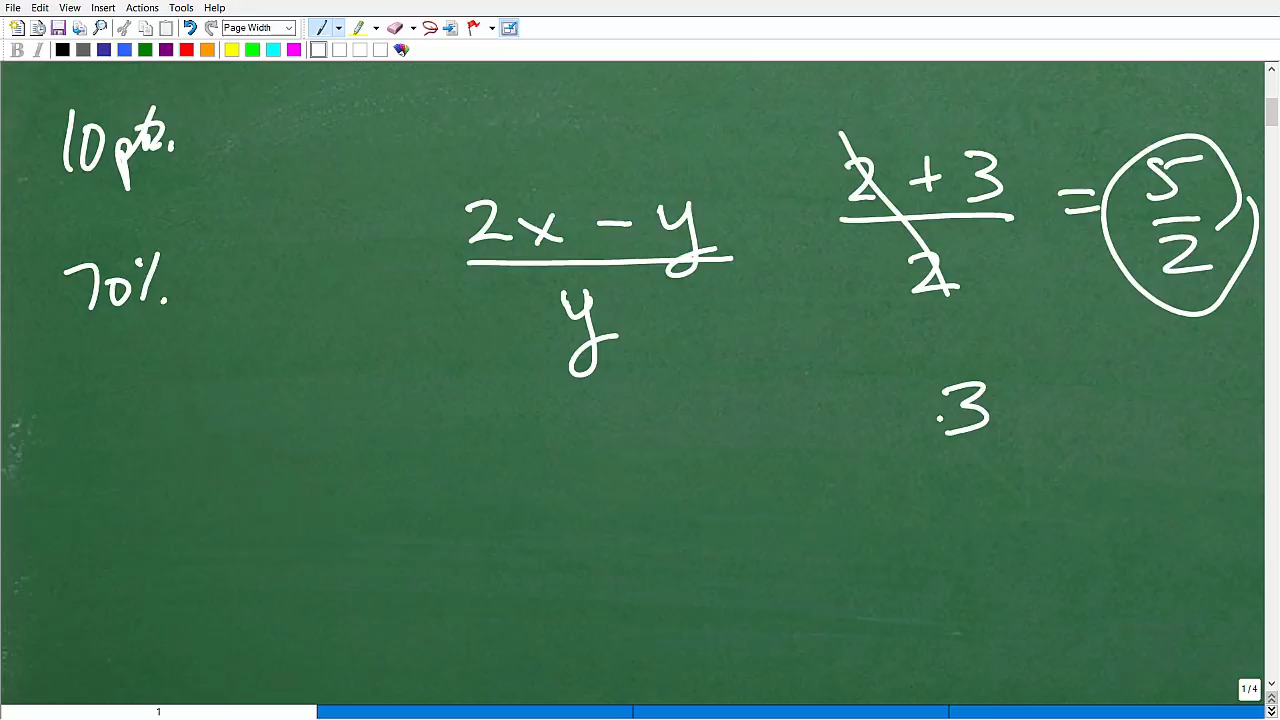 File Edit View Insert Actions Tools Help
Page Width
B I
10 pts.
70%
2x - y
y
2 + 3
2
= 5
2
3
1/4
1